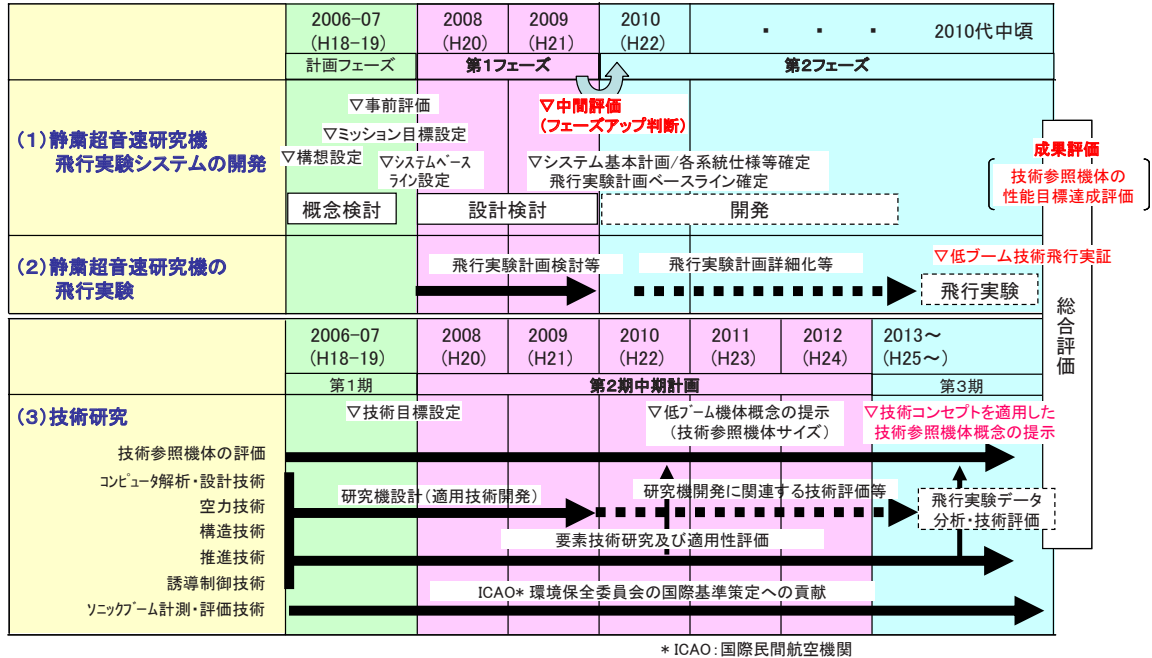 2006-07
(H18-19)
2008
(H20)
2009
(H21)
2010
(H22)
・ ・ ・ 2010代中頃
計画フェーズ
第1フェーズ
第2フェーズ
(1)静粛超音速研究機
飛行実験システムの開発
▽事前評価
▽ミッション目標設定
▽構想設定
▽システムベース
ライン設定
▽中間評価
(フェーズアップ判断)
▽システム基本計画/各系統仕様等確定
飛行実験計画ベースライン確定
概念検討
設計検討
開発
成果評価
技術参照機体の
性能目標達成評価
(2)静粛超音速研究機の
飛行実験
飛行実験計画検討等
飛行実験計画詳細化等
▽低ブーム技術飛行実証
飛行実験
総合評価
2006-07
(H18-19)
2008
(H20)
2009
(H21)
2010
(H22)
2011
(H23)
2012
(H24)
2013~
(H25~)
第1期
第2期中期計画
第3期
(3)技術研究
▽技術目標設定
▽低ブーム機体概念の提示
(技術参照機体サイズ)
▽技術コンセプトを適用した
技術参照機体概念の提示
技術参照機体の評価
コンピュータ解析・設計技術
空力技術
構造技術
推進技術
誘導制御技術
ソニックブーム計測・評価技術
研究機設計(適用技術開発)
研究機開発に関連する技術評価等
飛行実験データ
分析・技術評価
要素技術研究及び適用性評価
ICAO* 環境保全委員会の国際基準策定への貢献
* ICAO:国際民間航空機関